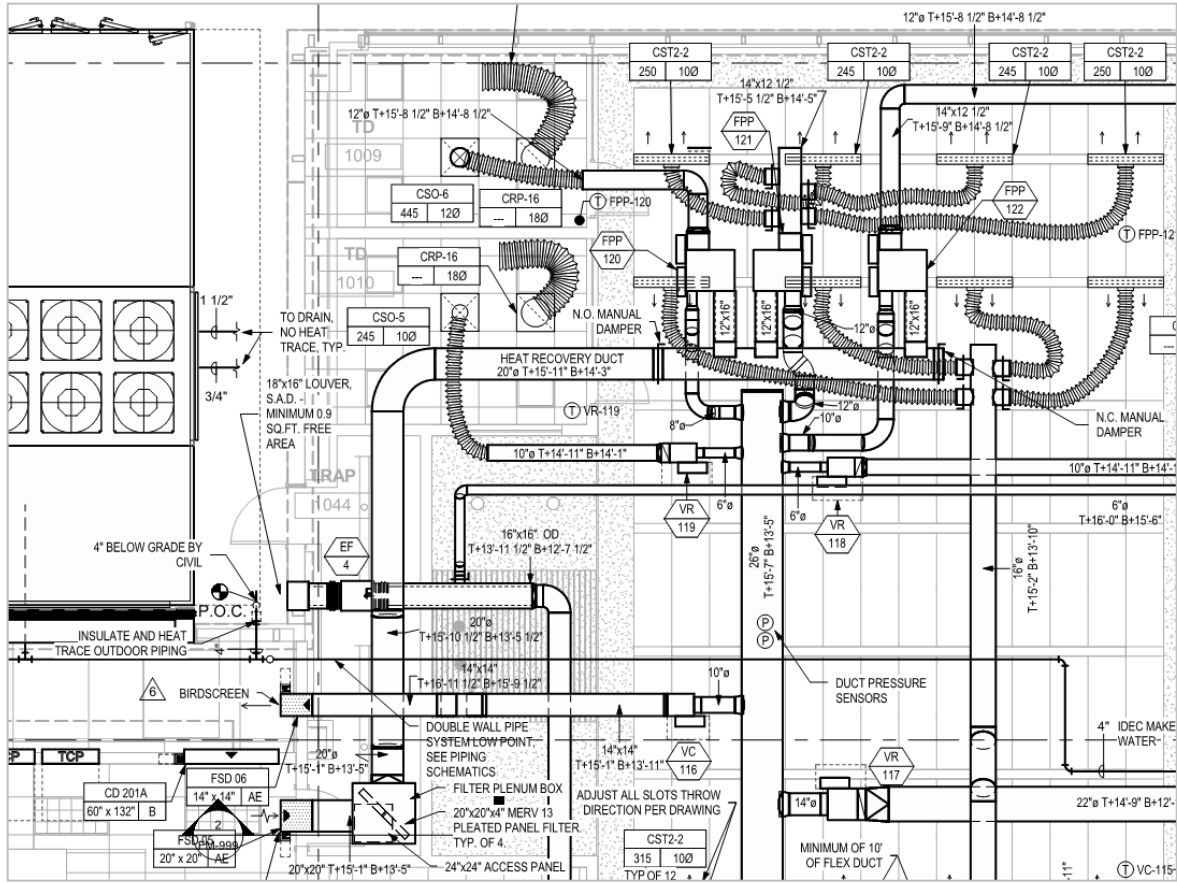 12"ø T+15'-8 1/2" B+14'-8 1/2"
CST2-2
250 10Ø
CST2-2
245 10Ø
CST2-2
245 10Ø
CST2-2
250 10Ø
14"x12 1/2"
T+15'-5 1/2" B+14'-5"
14"x12 1/2"
T+15'-9" B+14'-8 1/2"
12"ø T+15'-8 1/2" B+14'-8 1/2"
FPP
121
TD
1009
CSO-6
445 12Ø
CRP-16
--- 18Ø
T FPP-120
FPP
122
T FPP-12
FPP
120
CRP-16
--- 18Ø
TD
1010
CSO-5
245 10Ø
N.O. MANUAL
DAMPER
12"x16"
12"x16"
12"x16"
12"ø
1 1/2"
TO DRAIN,
NO HEAT
TRACE, TYP.
3/4"
HEAT RECOVERY DUCT
20"ø T+15'-11" B+14'-3"
18"x16" LOUVER,
S.A.D. -
MINIMUM 0.9
SQ.FT. FREE
AREA
T VR-119
8"ø
12"ø
10"ø
N.C. MANUAL
DAMPER
10"ø T+14'-11" B+14'-1"
6"ø
10"ø T+14'-11" B+14'-1
6"ø
6"ø
T+16'-0" B+15'-6"
TRAP
1044
VR
119
VR
118
16"x16" OD
T+13'-11 1/2" B+12'-7 1/2"
EF
4
4" BELOW GRADE BY
CIVIL
26"ø
T+15'-7" B+13'-5"
16"ø
T+15'-2" B+13'-10"
P.O.C.
INSULATE AND HEAT
TRACE OUTDOOR PIPING
4"
20"ø
T+15'-10 1/2" B+13'-5 1/2"
P
P
14"x14"
T+16'-11 1/2" B+15'-9 1/2"
10"ø
DUCT PRESSURE
SENSORS
6
BIRDSCREEN
DOUBLE WALL PIPE
SYSTEM LOW POINT,
SEE PIPING
SCHEMATICS
20"ø
T+15'-1" B+13'-5"
14"x14"
T+15'-1" B+13'-11"
VC
116
4" IDEC MAKE
WATER
TCP
VR
117
CD 201A
60" x 132" B
FSD 06
14" x 14" AE
FILTER PLENUM BOX
20"x20"x4" MERV 13
PLEATED PANEL FILTER.
TYP. OF 4.
ADJUST ALL SLOTS THROW
DIRECTION PER DRAWING
14"ø
22"ø T+14'-9" B+12'-
2
PM-999
FSD 05
20" x 20" AE
20"x20" T+15'-1" B+13'-5"
24"x24" ACCESS PANEL
CST2-2
315 10Ø
TYP OF 12
MINIMUM OF 10'
OF FLEX DUCT
-11"
T VC-115